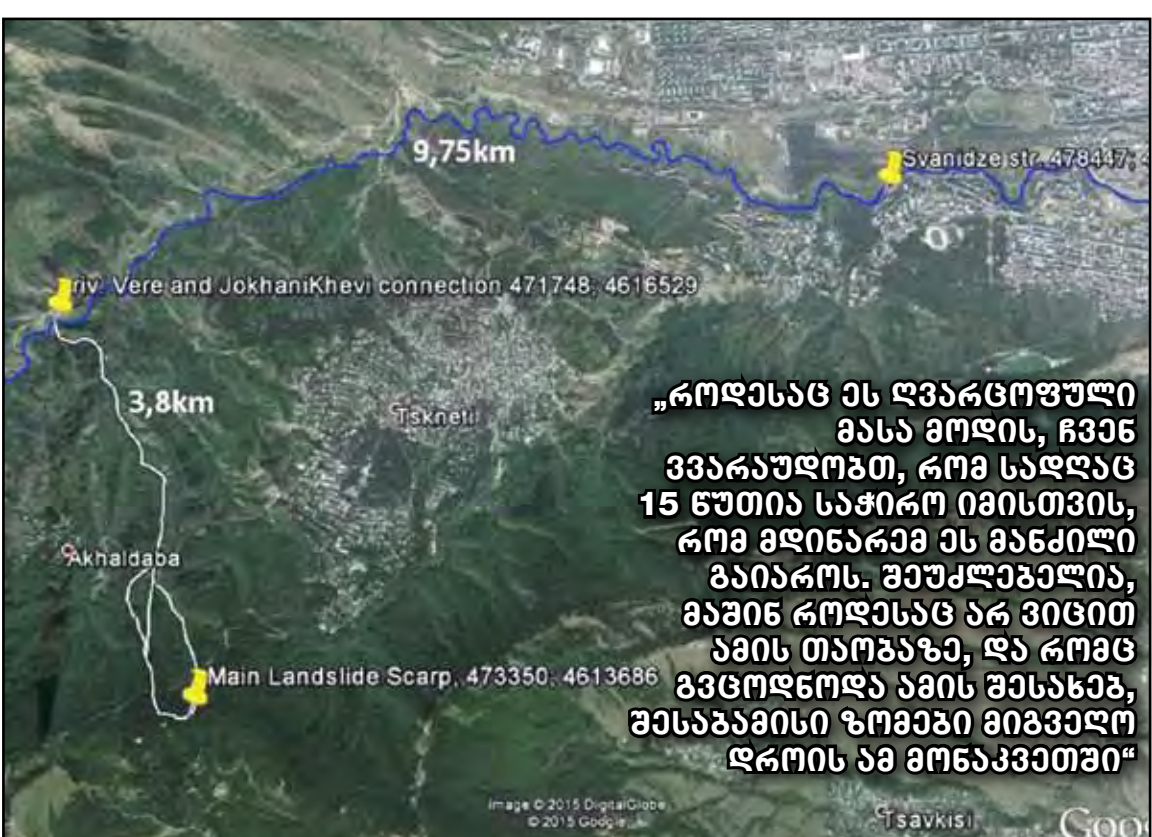 9,75km
Svanidze str. 478447;
riv. Vere and JokhaniKhevi connection 471748; 4616529
3,8km
Tskneti
Akhaldaba
Main Landslide Scarp, 473350; 4613686
„როდესაც ეს ღვარცოფული
მასა მოდის, ჩვენ
ვვარაუდობთ, რომ სადღაც
15 წუთია საჭირო იმისთვის,
რომ მდინარემ ეს მანძილი
გაიაროს. შეუძლებელია,
მაშინ როდესაც არ ვიცით
ამის თაობაზე, და რომც
გვცოდნოდა ამის შესახებ,
შესაბამისი ზომები მიგვეღო
დროის ამ მონაკვეთში“
Image © 2015 DigitalGlobe
© 2015 Google
Tsavkisi